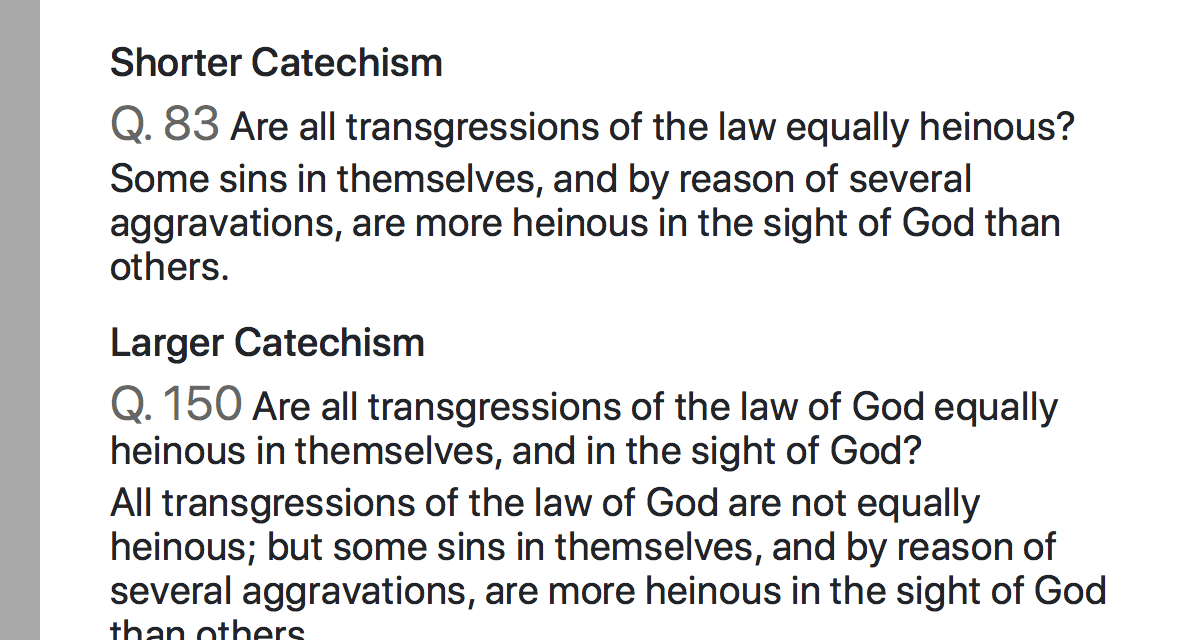 Shorter Catechism
Q. 83 Are all transgressions of the law equally heinous?
Some sins in themselves, and by reason of several
aggravations, are more heinous in the sight of God than
others.
Larger Catechism
Q. 150 Are all transgressions of the law of God equally
heinous in themselves, and in the sight of God?
All transgressions of the law of God are not equally
heinous; but some sins in themselves, and by reason of
several aggravations, are more heinous in the sight of God
than others.